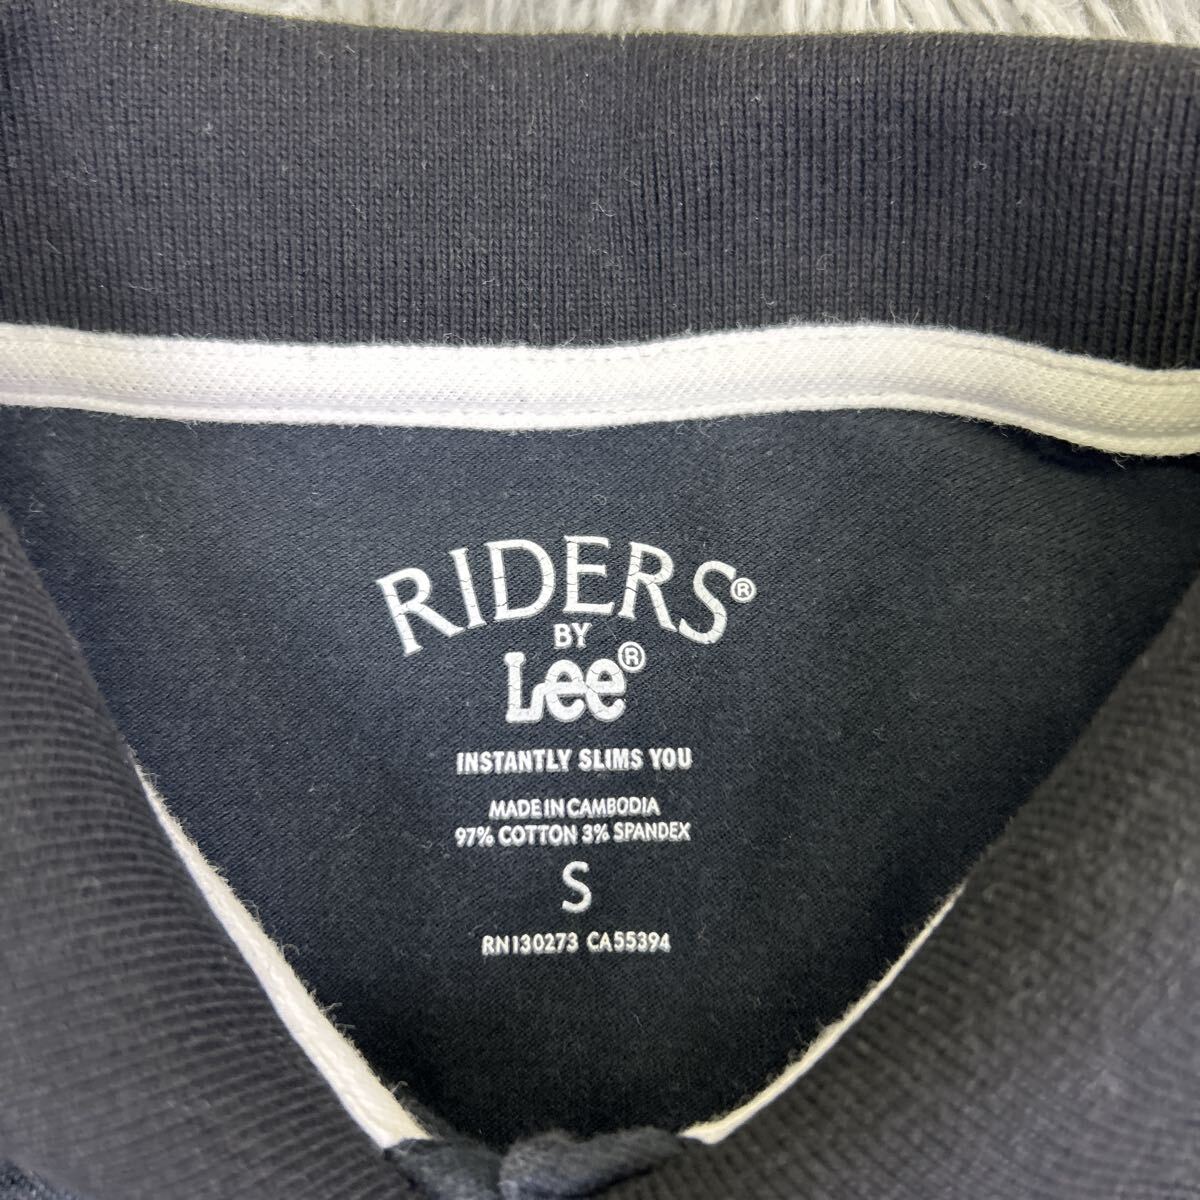 RIDERS®
BY
Lee®
INSTANTLY SLIMS YOU
MADE IN CAMBODIA
97% COTTON 3% SPANDEX
S
RN130273 CA55394